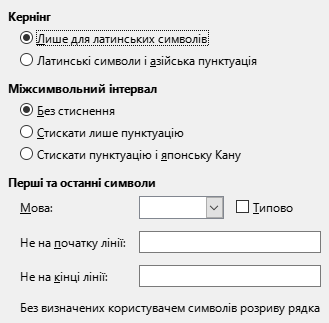 Кернінг
Лише для латинських символів
Латинські символи і азійська пунктуація
Міжсимвольний інтервал
Без стиснення
Стискати лише пунктуацію
Стискати пунктуацію і японську Кану
Перші та останні символи
Мова:
Типово
Не на початку лінії:
Не на кінці лінії:
Без визначених користувачем символів розриву рядка